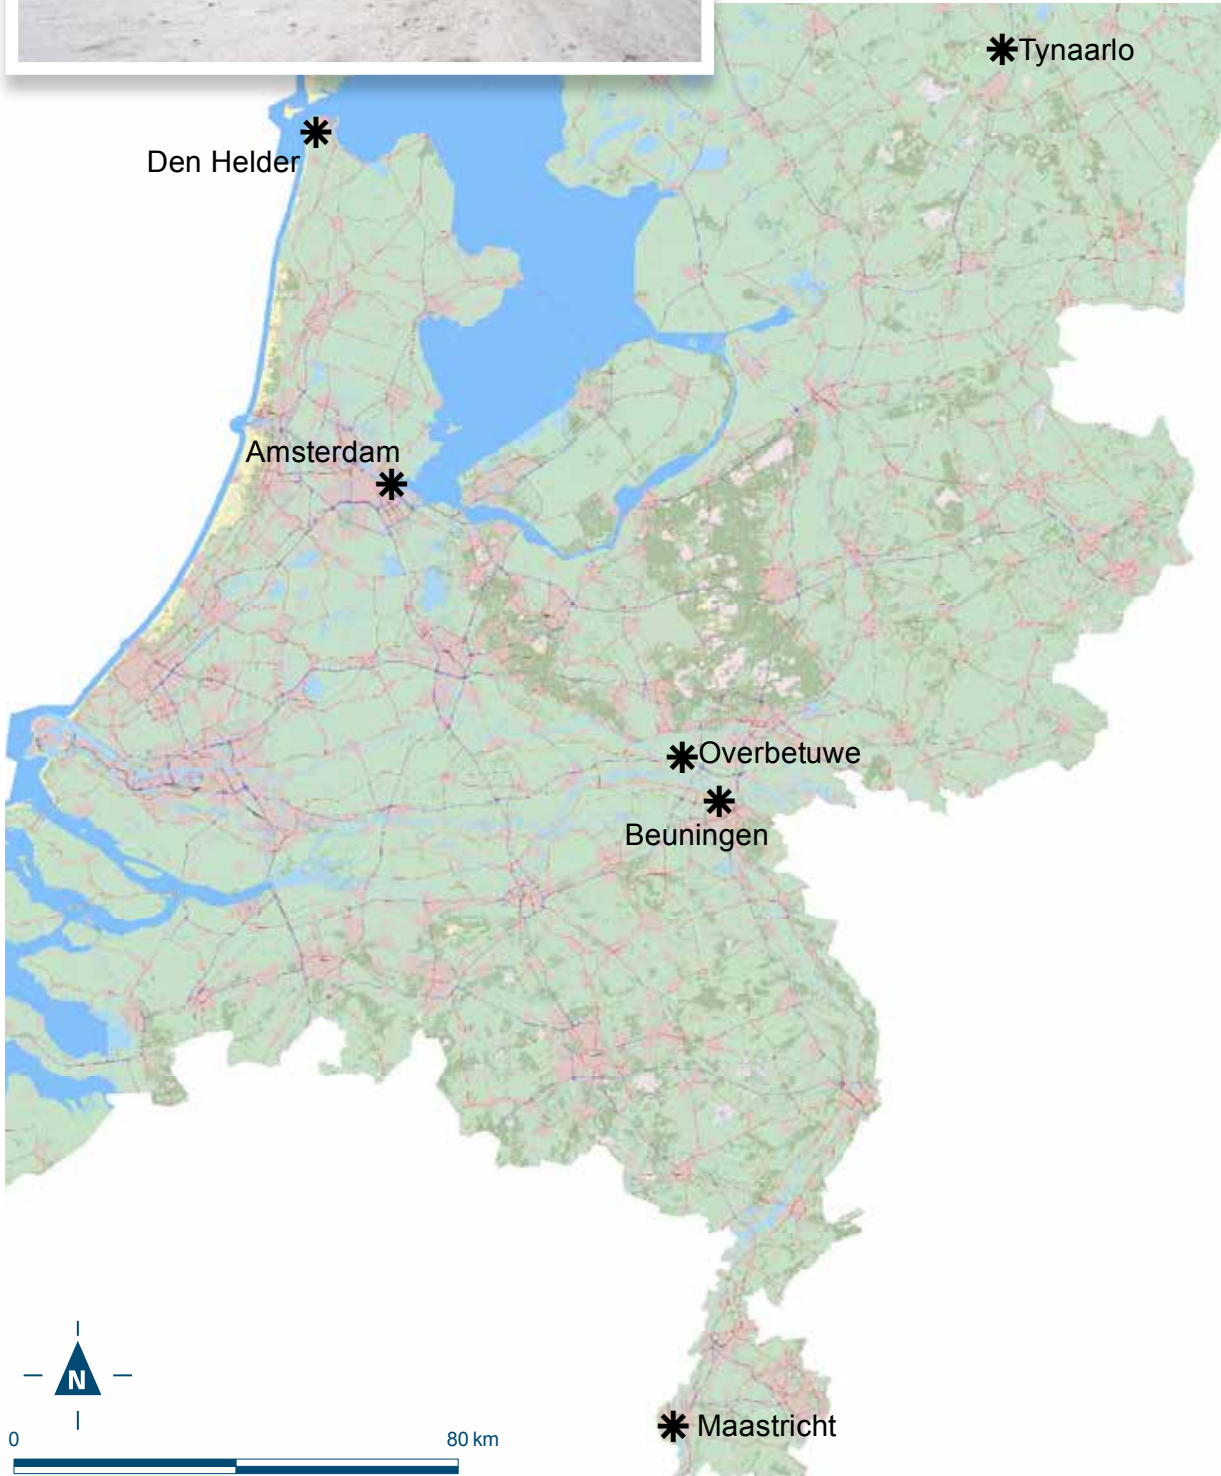 Tynaarlo
Den Helder
Amsterdam
Overbetuwe
Beuningen
Maastricht
N
0 80 km